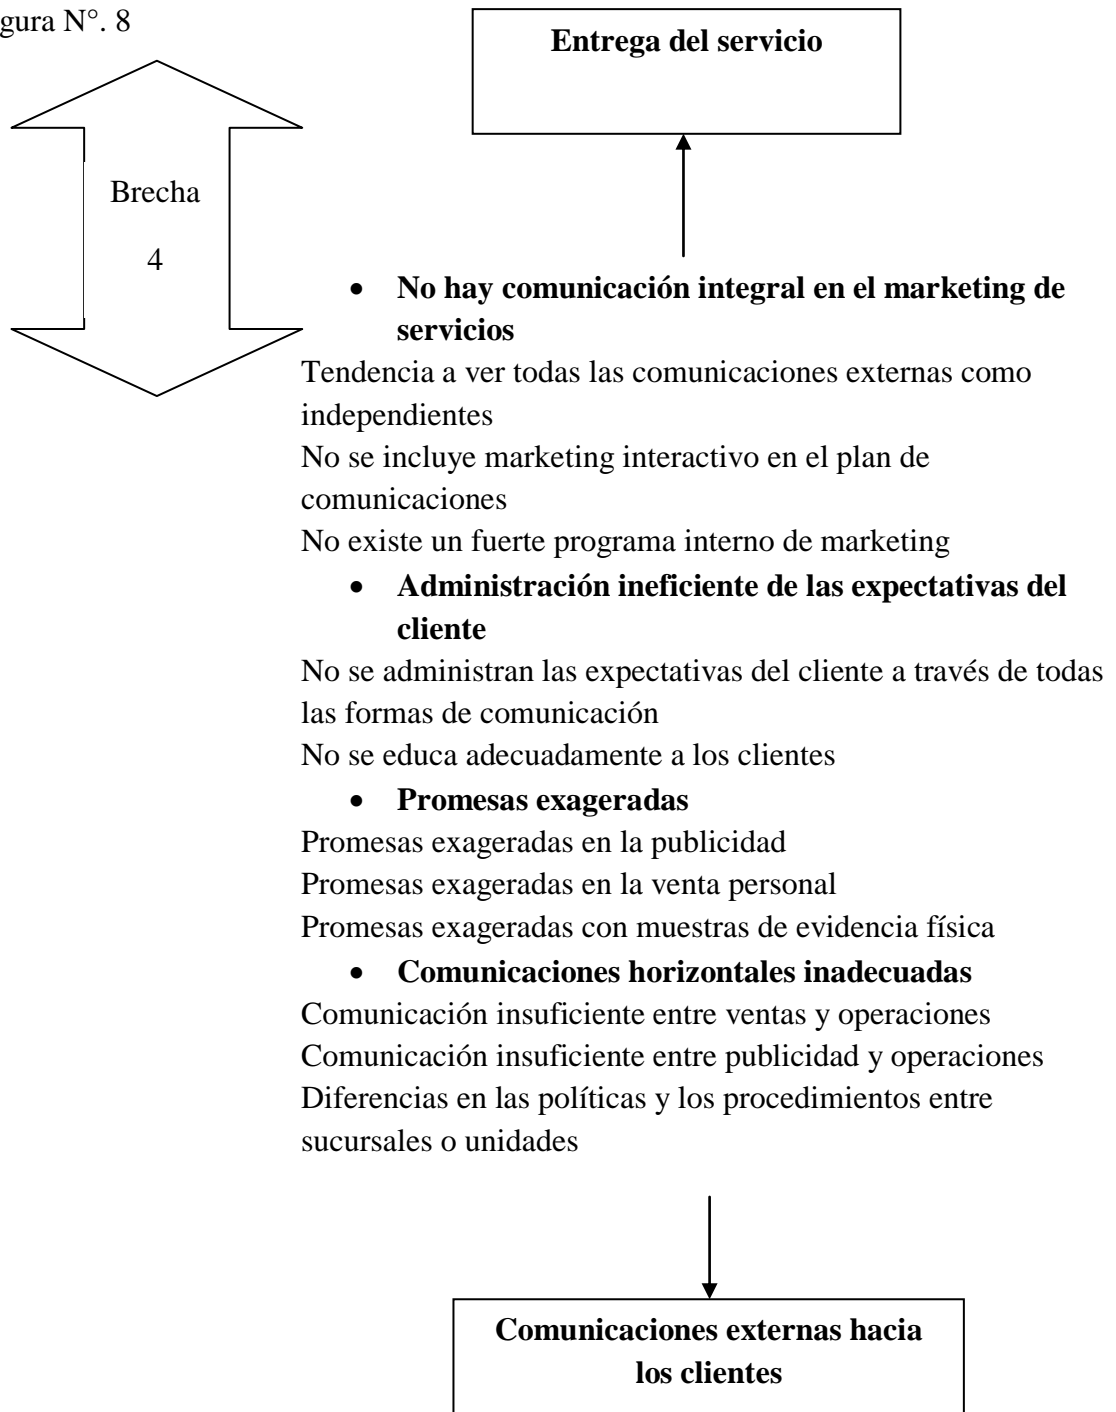 gura N°. 8
Entrega del servicio
Brecha
4
• No hay comunicación integral en el marketing de
servicios
Tendencia a ver todas las comunicaciones externas como
independientes
No se incluye marketing interactivo en el plan de
comunicaciones
No existe un fuerte programa interno de marketing
• Administración ineficiente de las expectativas del
cliente
No se administran las expectativas del cliente a través de todas
las formas de comunicación
No se educa adecuadamente a los clientes
• Promesas exageradas
Promesas exageradas en la publicidad
Promesas exageradas en la venta personal
Promesas exageradas con muestras de evidencia física
• Comunicaciones horizontales inadecuadas
Comunicación insuficiente entre ventas y operaciones
Comunicación insuficiente entre publicidad y operaciones
Diferencias en las políticas y los procedimientos entre
sucursales o unidades
Comunicaciones externas hacia
los clientes